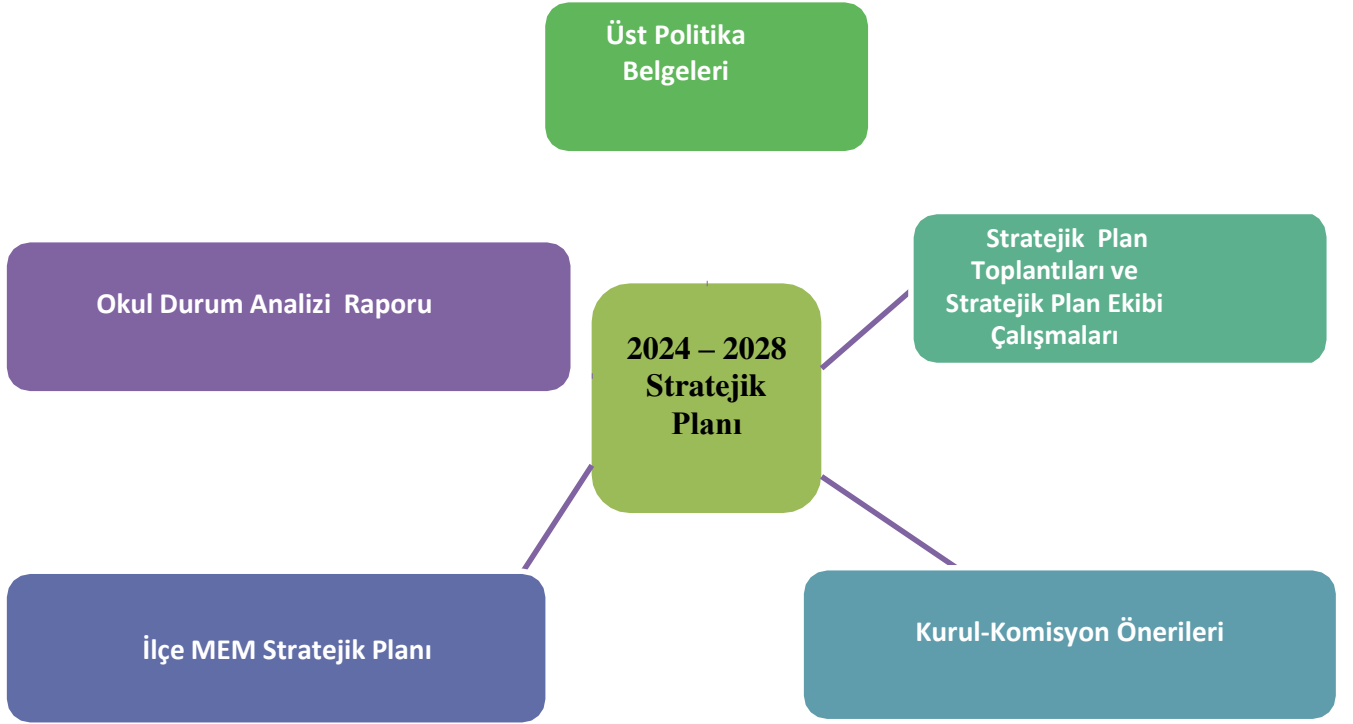 Üst Politika
Belgeleri
Okul Durum Analizi Raporu
Stratejik Plan
Toplantıları ve
Stratejik Plan Ekibi
Çalışmaları
2024 – 2028
Stratejik
Planı
İlçe MEM Stratejik Planı
Kurul-Komisyon Önerileri